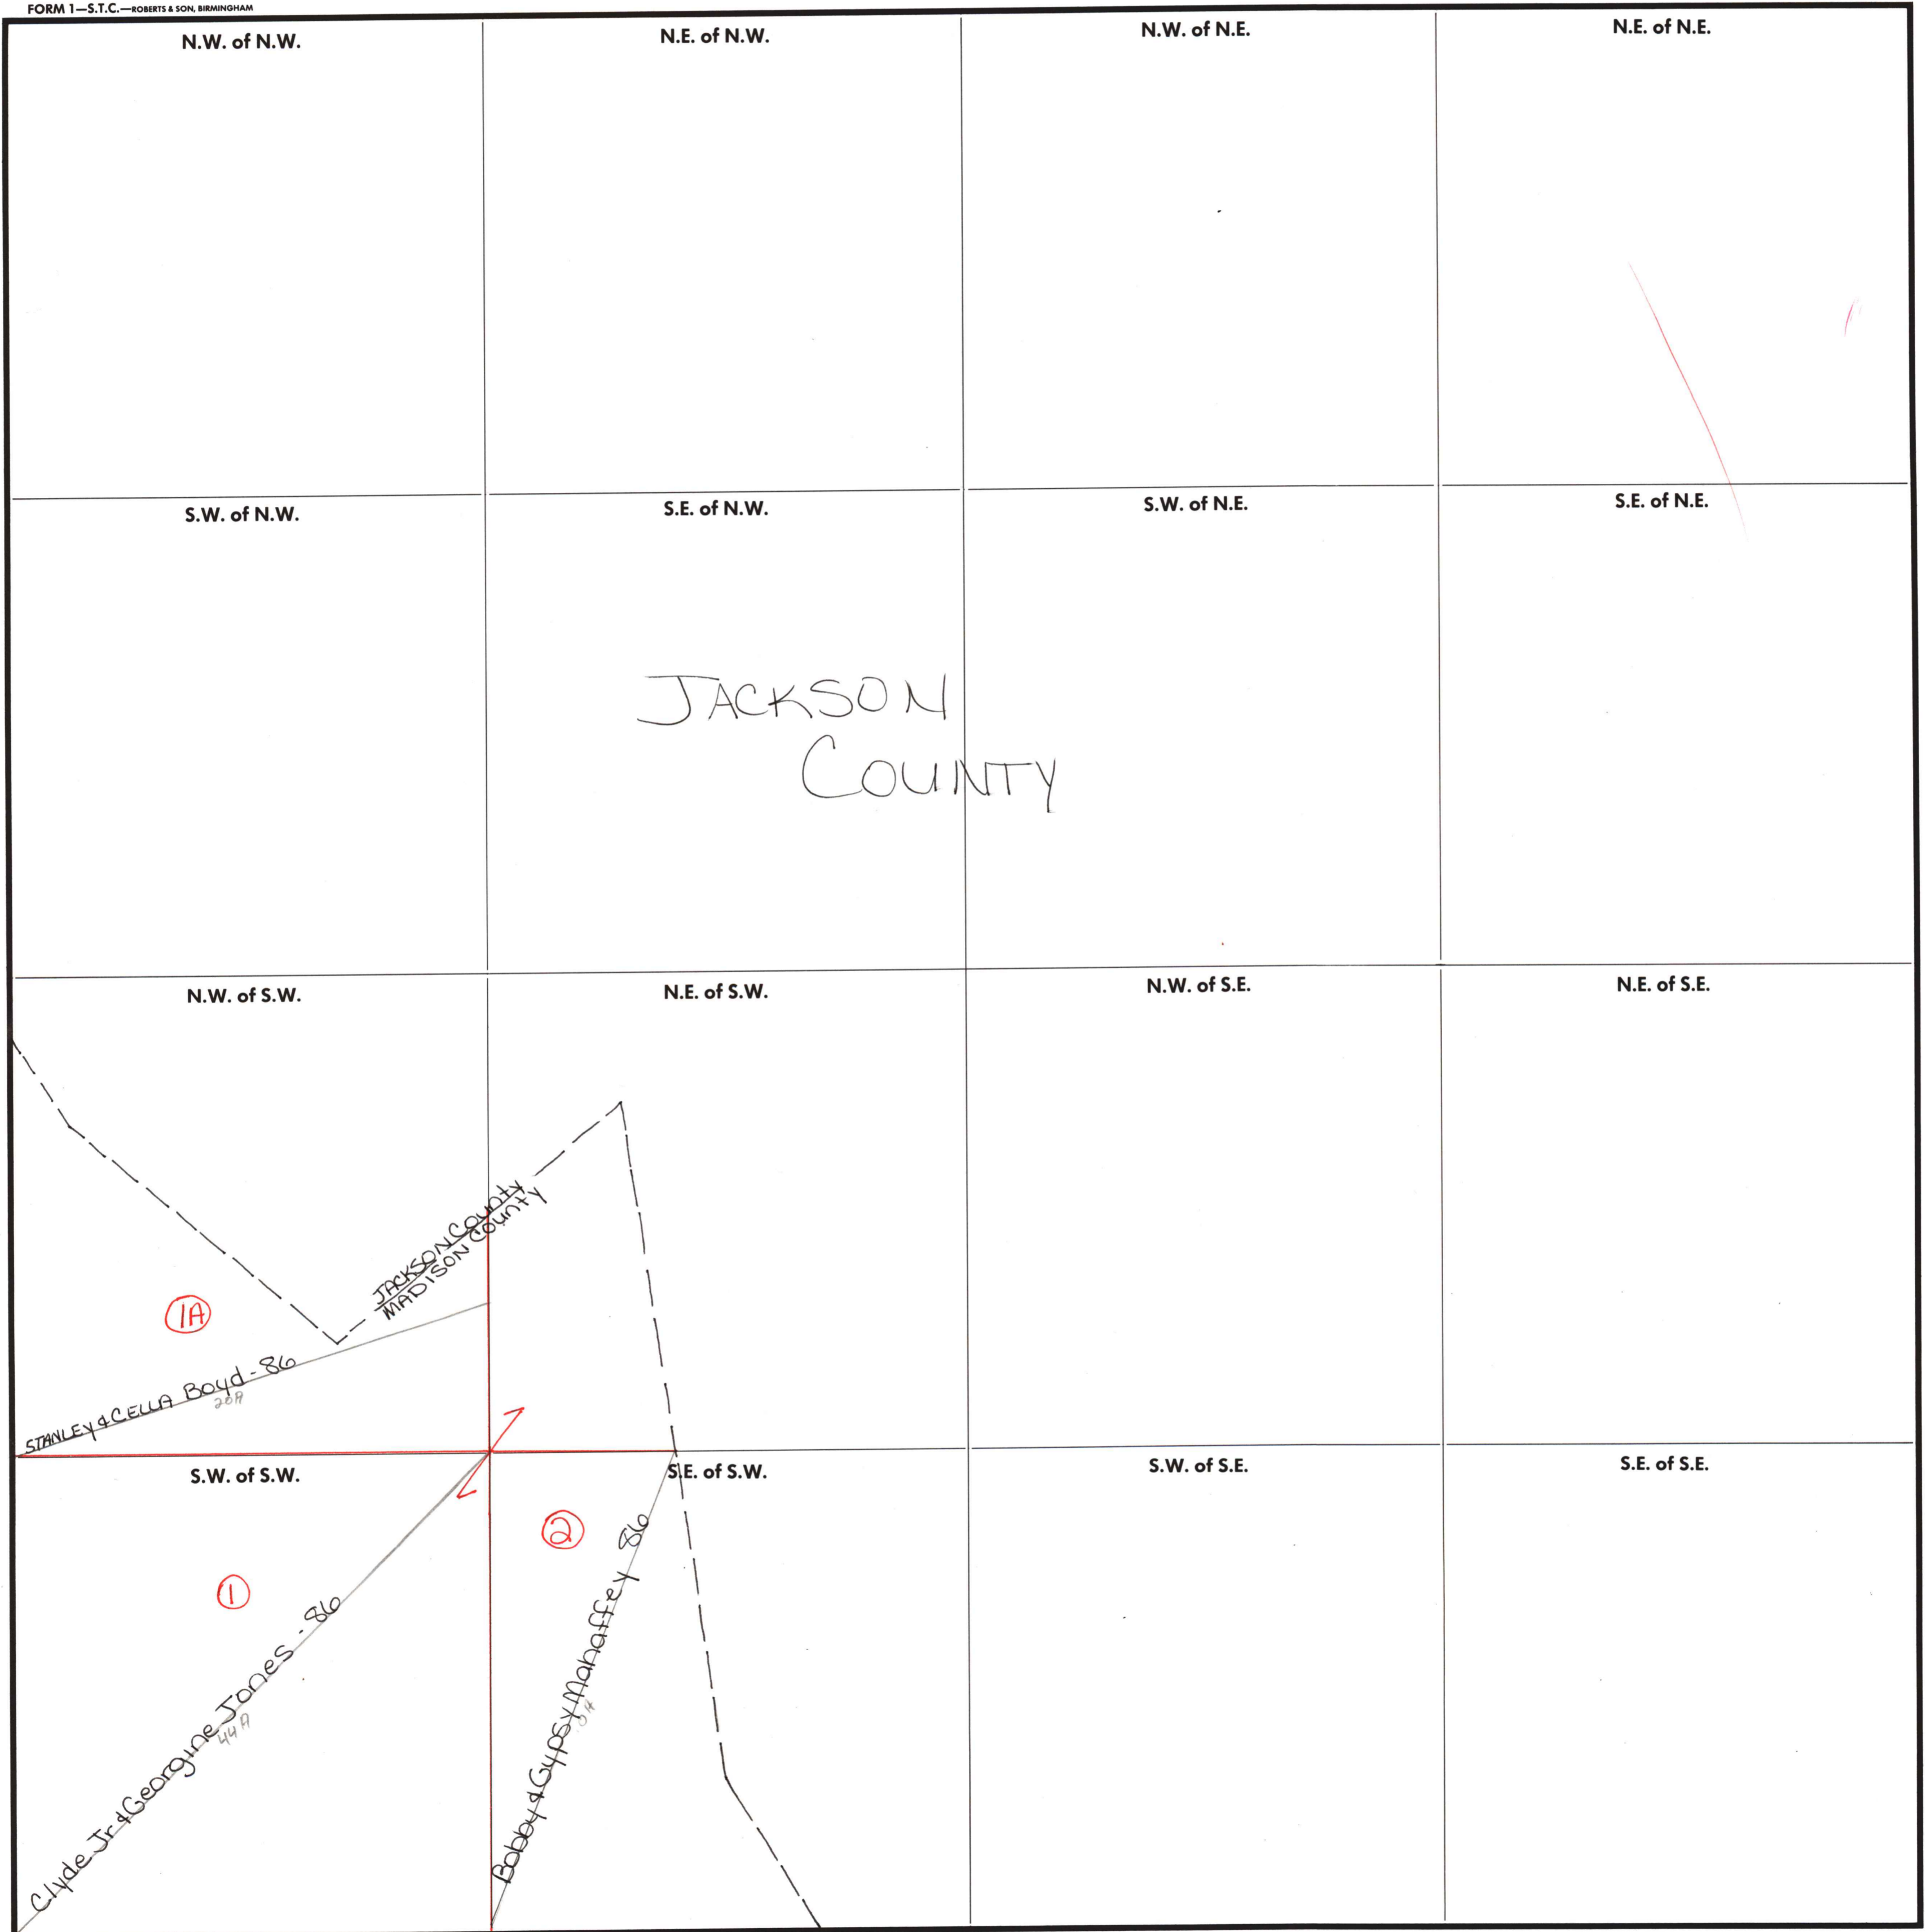 FORM 1—S.T.C.—ROBERTS & SON, BIRMINGHAM
N.W. of N.W.
N.E. of N.W.
N.W. of N.E.
N.E. of N.E.
S.W. of N.W.
S.E. of N.W.
S.W. of N.E.
S.E. of N.E.
JACKSON
COUNTY
N.W. of S.W.
N.E. of S.W.
N.W. of S.E.
N.E. of S.E.
JACKSON County
MADISON County
1A
STANLEY & CELLA Boyd - 86
20A
S.W. of S.W.
S.E. of S.W.
S.W. of S.E.
S.E. of S.E.
2
1
Clyde Jr & Georgine Jones - 86
44A
Bobby & Gypsy Mahaffey 86